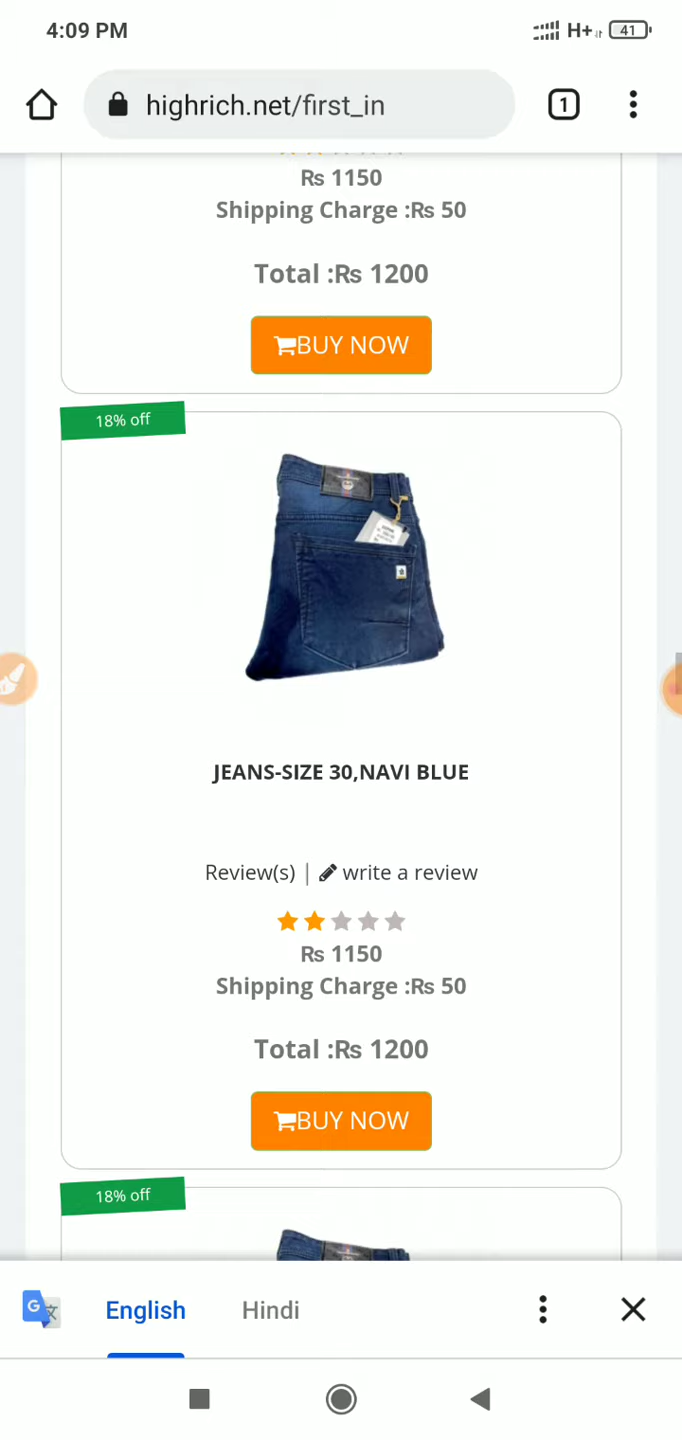 4:09 PM
H+
41
highrich.net/first_in
1
₨ 1150
Shipping Charge :₨ 50
Total :₨ 1200
BUY NOW
18% off
JEANS-SIZE 30,NAVI BLUE
Review(s) | write a review
₨ 1150
Shipping Charge :₨ 50
Total :₨ 1200
BUY NOW
18% off
G
English
Hindi